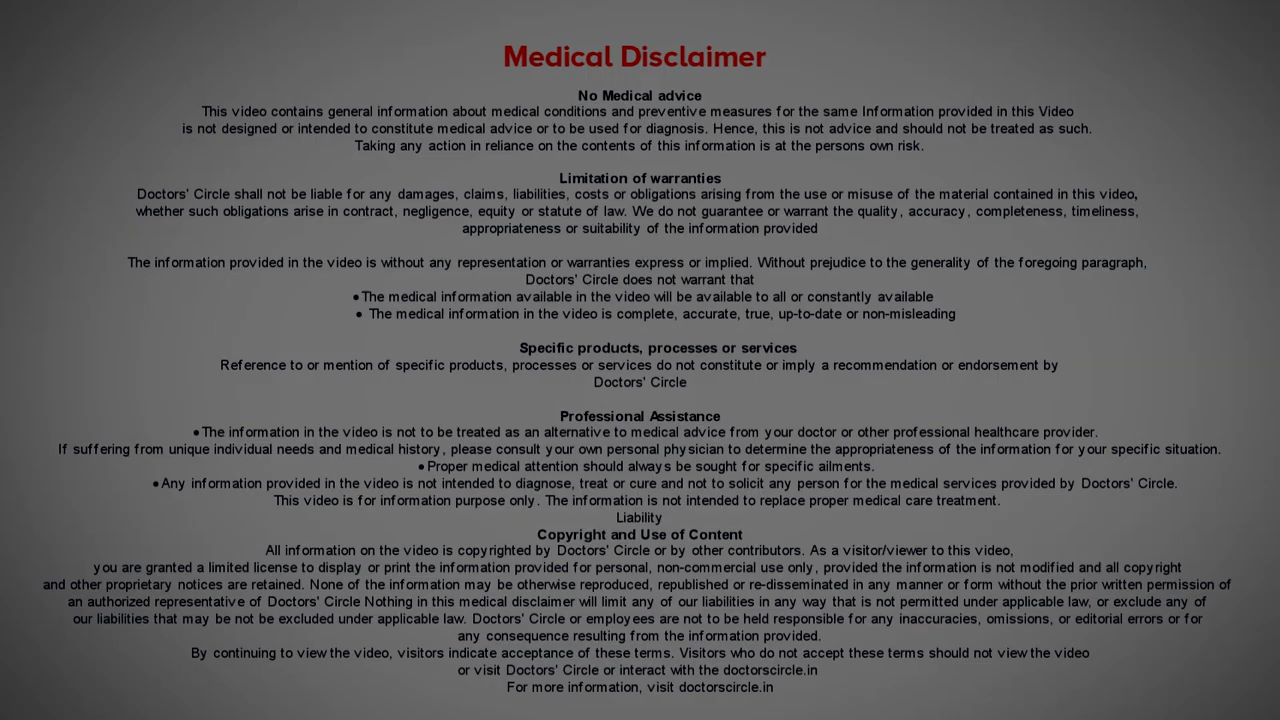 Medical Disclaimer
No Medical advice
This video contains general information about medical conditions and preventive measures for the same Information provided in this Video
is not designed or intended to constitute medical advice or to be used for diagnosis. Hence, this is not advice and should not be treated as such.
Taking any action in reliance on the contents of this information is at the persons own risk.
Limitation of warranties
Doctors' Circle shall not be liable for any damages, claims, liabilities, costs or obligations arising from the use or misuse of the material contained in this video,
whether such obligations arise in contract, negligence, equity or statute of law. We do not guarantee or warrant the quality, accuracy, completeness, timeliness,
appropriateness or suitability of the information provided
The information provided in the video is without any representation or warranties express or implied. Without prejudice to the generality of the foregoing paragraph,
Doctors' Circle does not warrant that
•The medical information available in the video will be available to all or constantly available
• The medical information in the video is complete, accurate, true, up-to-date or non-misleading
Specific products, processes or services
Reference to or mention of specific products, processes or services do not constitute or imply a recommendation or endorsement by
Doctors' Circle
Professional Assistance
•The information in the video is not to be treated as an alternative to medical advice from your doctor or other professional healthcare provider.
If suffering from unique individual needs and medical history, please consult your own personal physician to determine the appropriateness of the information for your specific situation.
•Proper medical attention should always be sought for specific ailments.
•Any information provided in the video is not intended to diagnose, treat or cure and not to solicit any person for the medical services provided by Doctors' Circle.
This video is for information purpose only. The information is not intended to replace proper medical care treatment.
Liability
Copyright and Use of Content
All information on the video is copyrighted by Doctors' Circle or by other contributors. As a visitor/viewer to this video,
you are granted a limited license to display or print the information provided for personal, non-commercial use only, provided the information is not modified and all copyright
and other proprietary notices are retained. None of the information may be otherwise reproduced, republished or re-disseminated in any manner or form without the prior written permission of
an authorized representative of Doctors' Circle Nothing in this medical disclaimer will limit any of our liabilities in any way that is not permitted under applicable law, or exclude any of
our liabilities that may be not be excluded under applicable law. Doctors' Circle or employees are not to be held responsible for any inaccuracies, omissions, or editorial errors or for
any consequence resulting from the information provided.
By continuing to view the video, visitors indicate acceptance of these terms. Visitors who do not accept these terms should not view the video
or visit Doctors' Circle or interact with the doctorscircle.in
For more information, visit doctorscircle.in